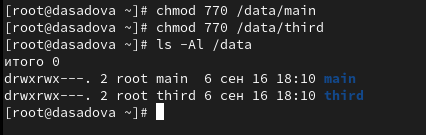 [root@dasadova ~]# chmod 770 /data/main
[root@dasadova ~]# chmod 770 /data/third
[root@dasadova ~]# ls -Al /data
итого 0
drwxrwx---. 2 root main  6 сен 16 18:10 main
drwxrwx---. 2 root third 6 сен 16 18:10 third
[root@dasadova ~]#